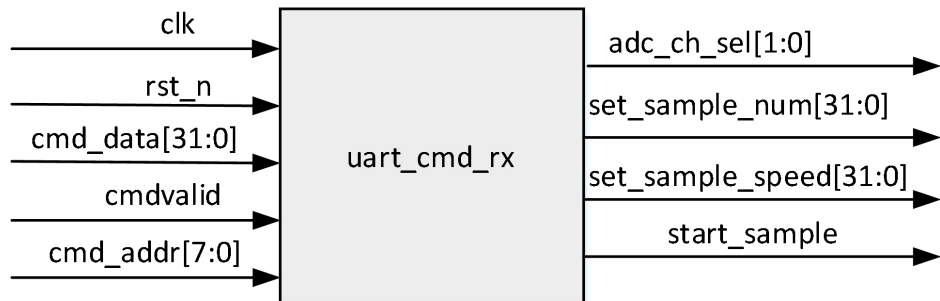 clk
rst_n
cmd_data[31:0]
cmdvalid
cmd_addr[7:0]
uart_cmd_rx
adc_ch_sel[1:0]
set_sample_num[31:0]
set_sample_speed[31:0]
start_sample